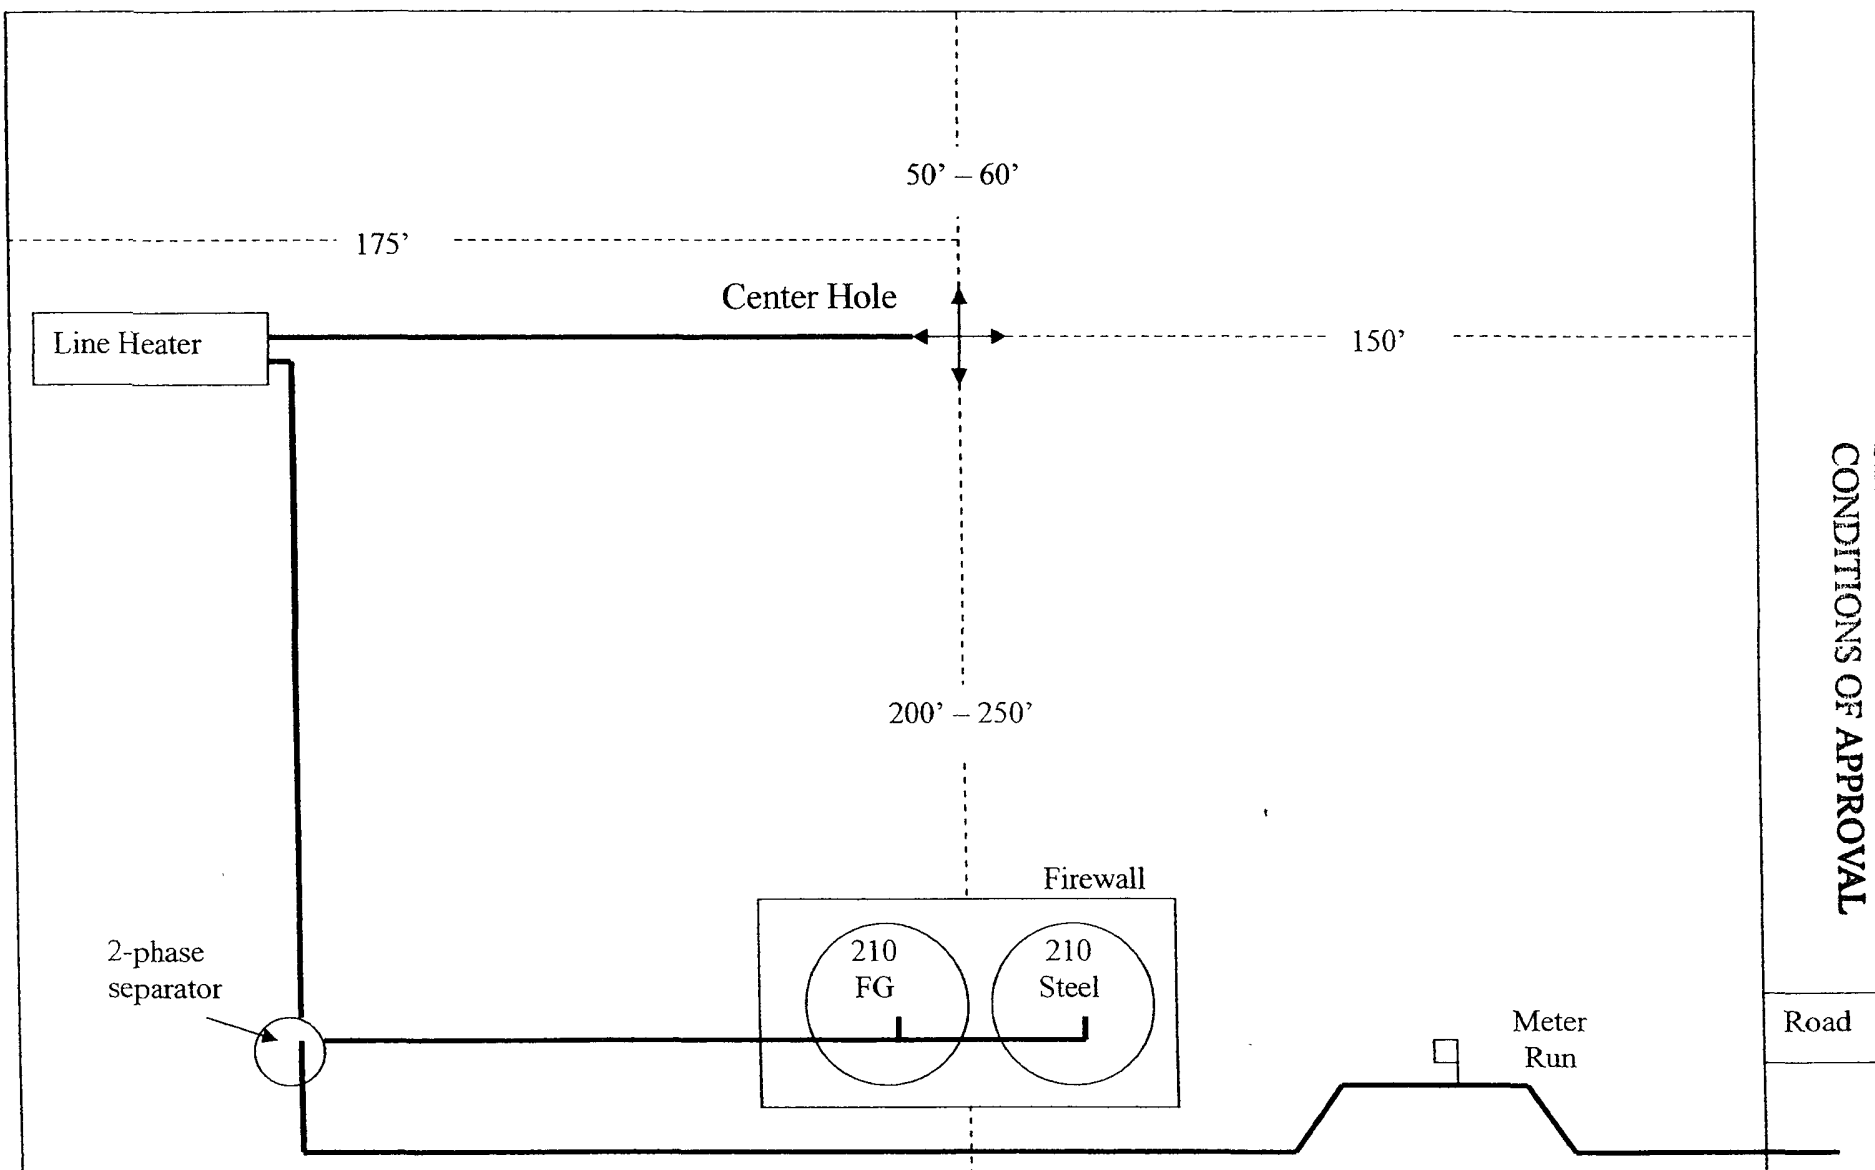 50’ – 60’
175’
Center Hole
Line Heater
150’
CONDITIONS OF APPROVAL
200’ – 250’
Firewall
2-phase
separator
210
FG
210
Steel
Meter
Run
Road